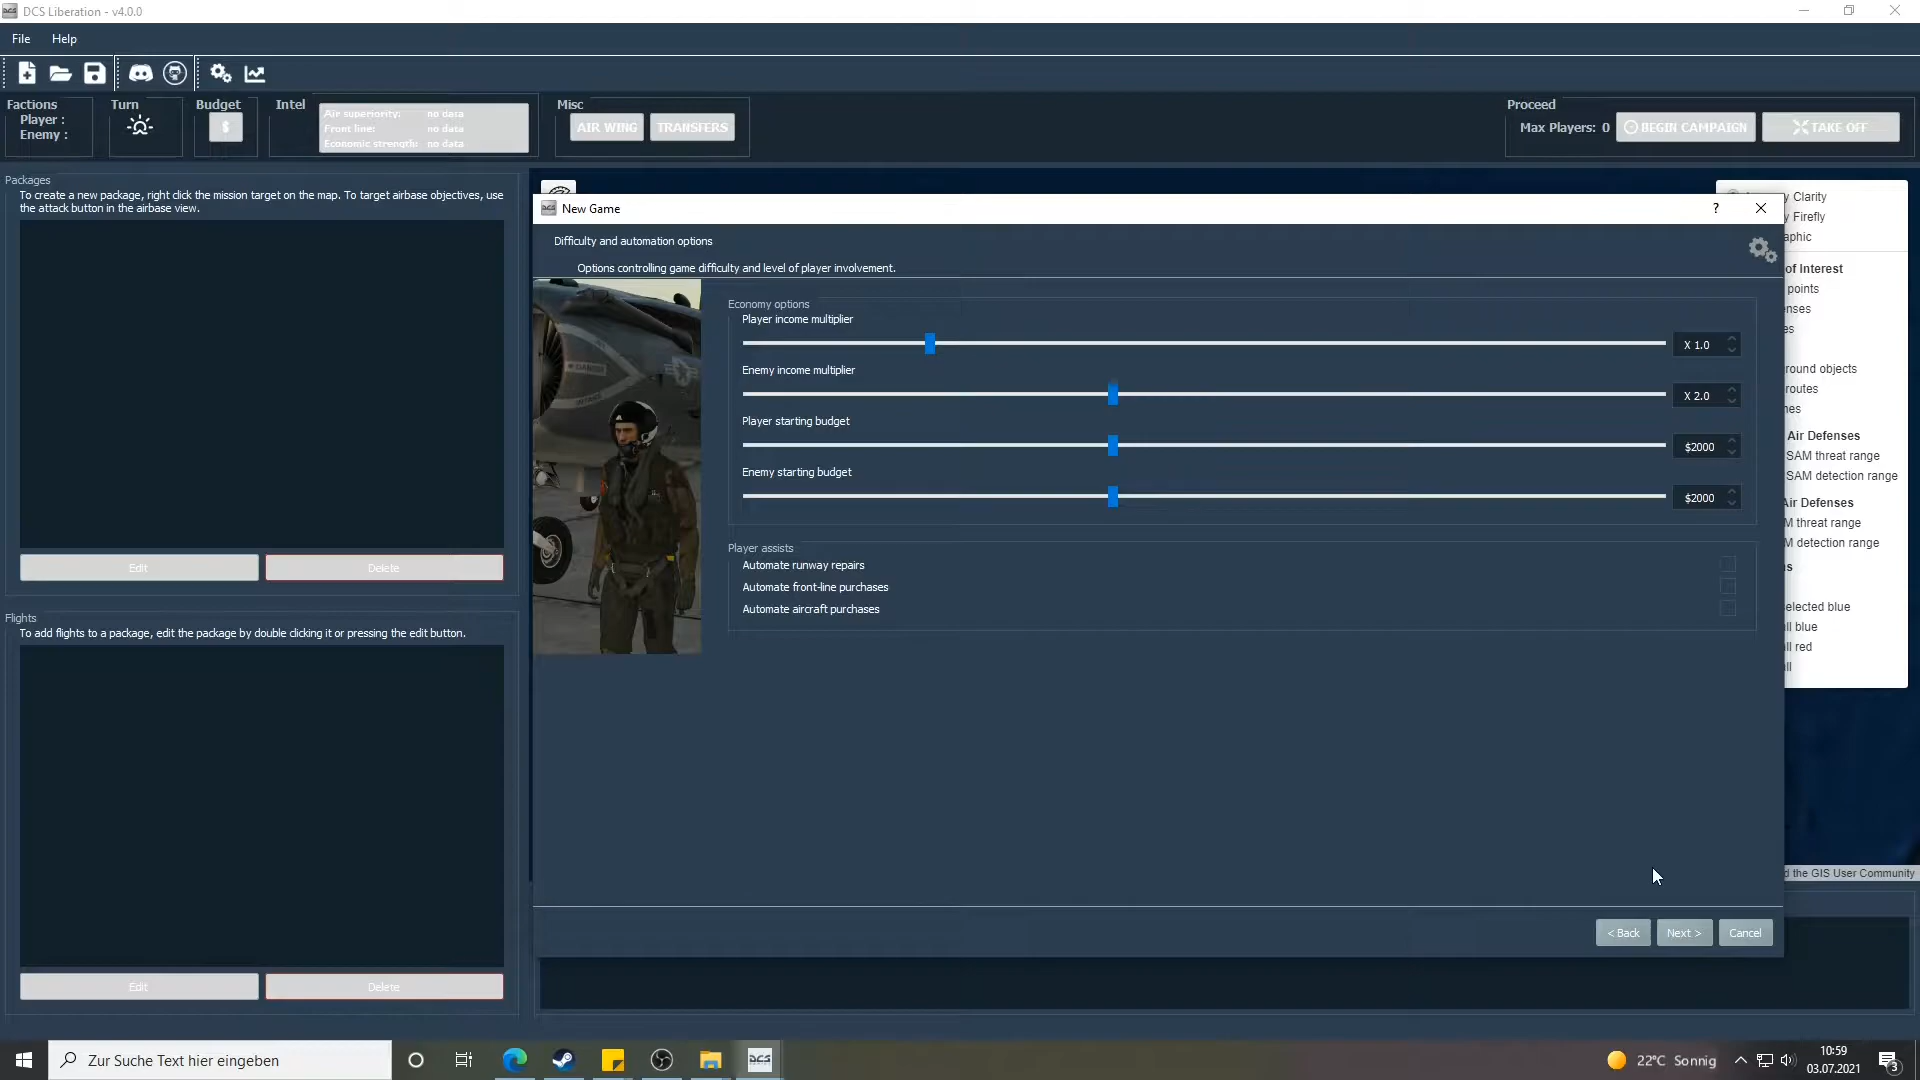 DCS Liberation - v4.0.0
File Help
Factions
Player :
Enemy :
Turn
Budget
$
Intel
Air superiority: no data
Front line: no data
Economic strength: no data
Misc
AIR WING TRANSFERS
Proceed
Max Players: 0 BEGIN CAMPAIGN TAKE OFF
Packages
To create a new package, right click the mission target on the map. To target airbase objectives, use
the attack button in the airbase view.
Edit Delete
Flights
To add flights to a package, edit the package by double clicking it or pressing the edit button.
Edit Delete
New Game ?
Difficulty and automation options
Options controlling game difficulty and level of player involvement.
Economy options
Player income multiplier
X 1.0
Enemy income multiplier
X 2.0
Player starting budget
$2000
Enemy starting budget
$2000
Player assists
Automate runway repairs
Automate front-line purchases
Automate aircraft purchases
< Back Next > Cancel
y Clarity
y Firefly
aphic
of Interest
points
enses
es
round objects
routes
nes
Air Defenses
SAM threat range
SAM detection range
Air Defenses
M threat range
M detection range
ns
selected blue
ll blue
ll red
ll
d the GIS User Community
Zur Suche Text hier eingeben
DCS
22°C Sonnig
10:59
03.07.2021
3